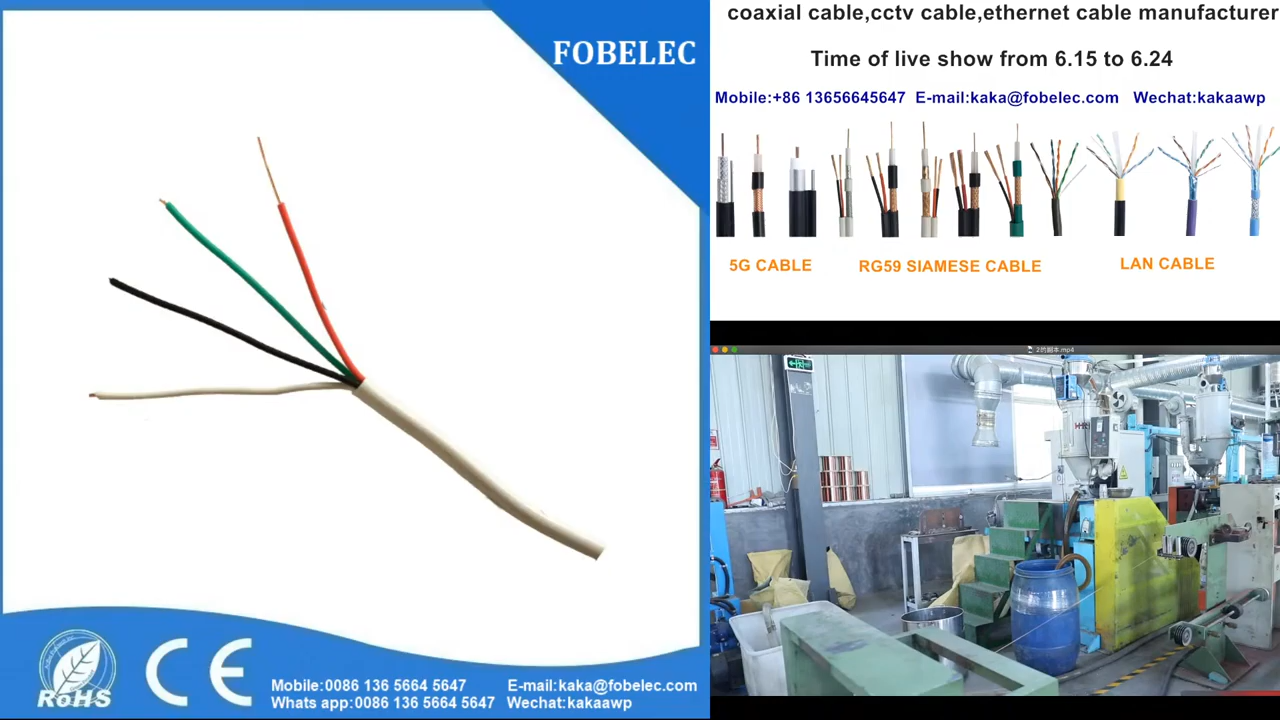 FOBELEC
RoHS
CE
Mobile:0086 136 5664 5647
E-mail:kaka@fobelec.com
Whats app:0086 136 5664 5647
Wechat:kakaawp
coaxial cable,cctv cable,ethernet cable manufacturer
Time of live show from 6.15 to 6.24
Mobile:+86 13656645647 E-mail:kaka@fobelec.com Wechat:kakaawp
5G CABLE
RG59 SIAMESE CABLE
LAN CABLE